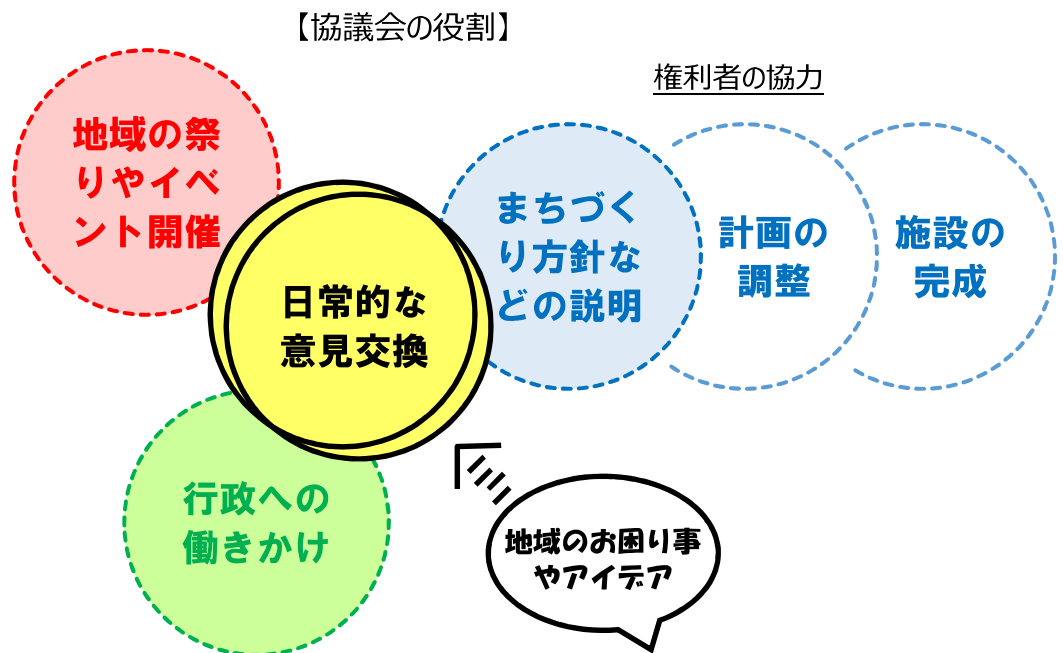 【協議会の役割】
権利者の協力
地域の祭
りやイベ
ント開催
日常的な
意見交換
まちづく
り方針な
どの説明
計画の
調整
施設の
完成
行政への
働きかけ
地域のお困り事
やアイデア